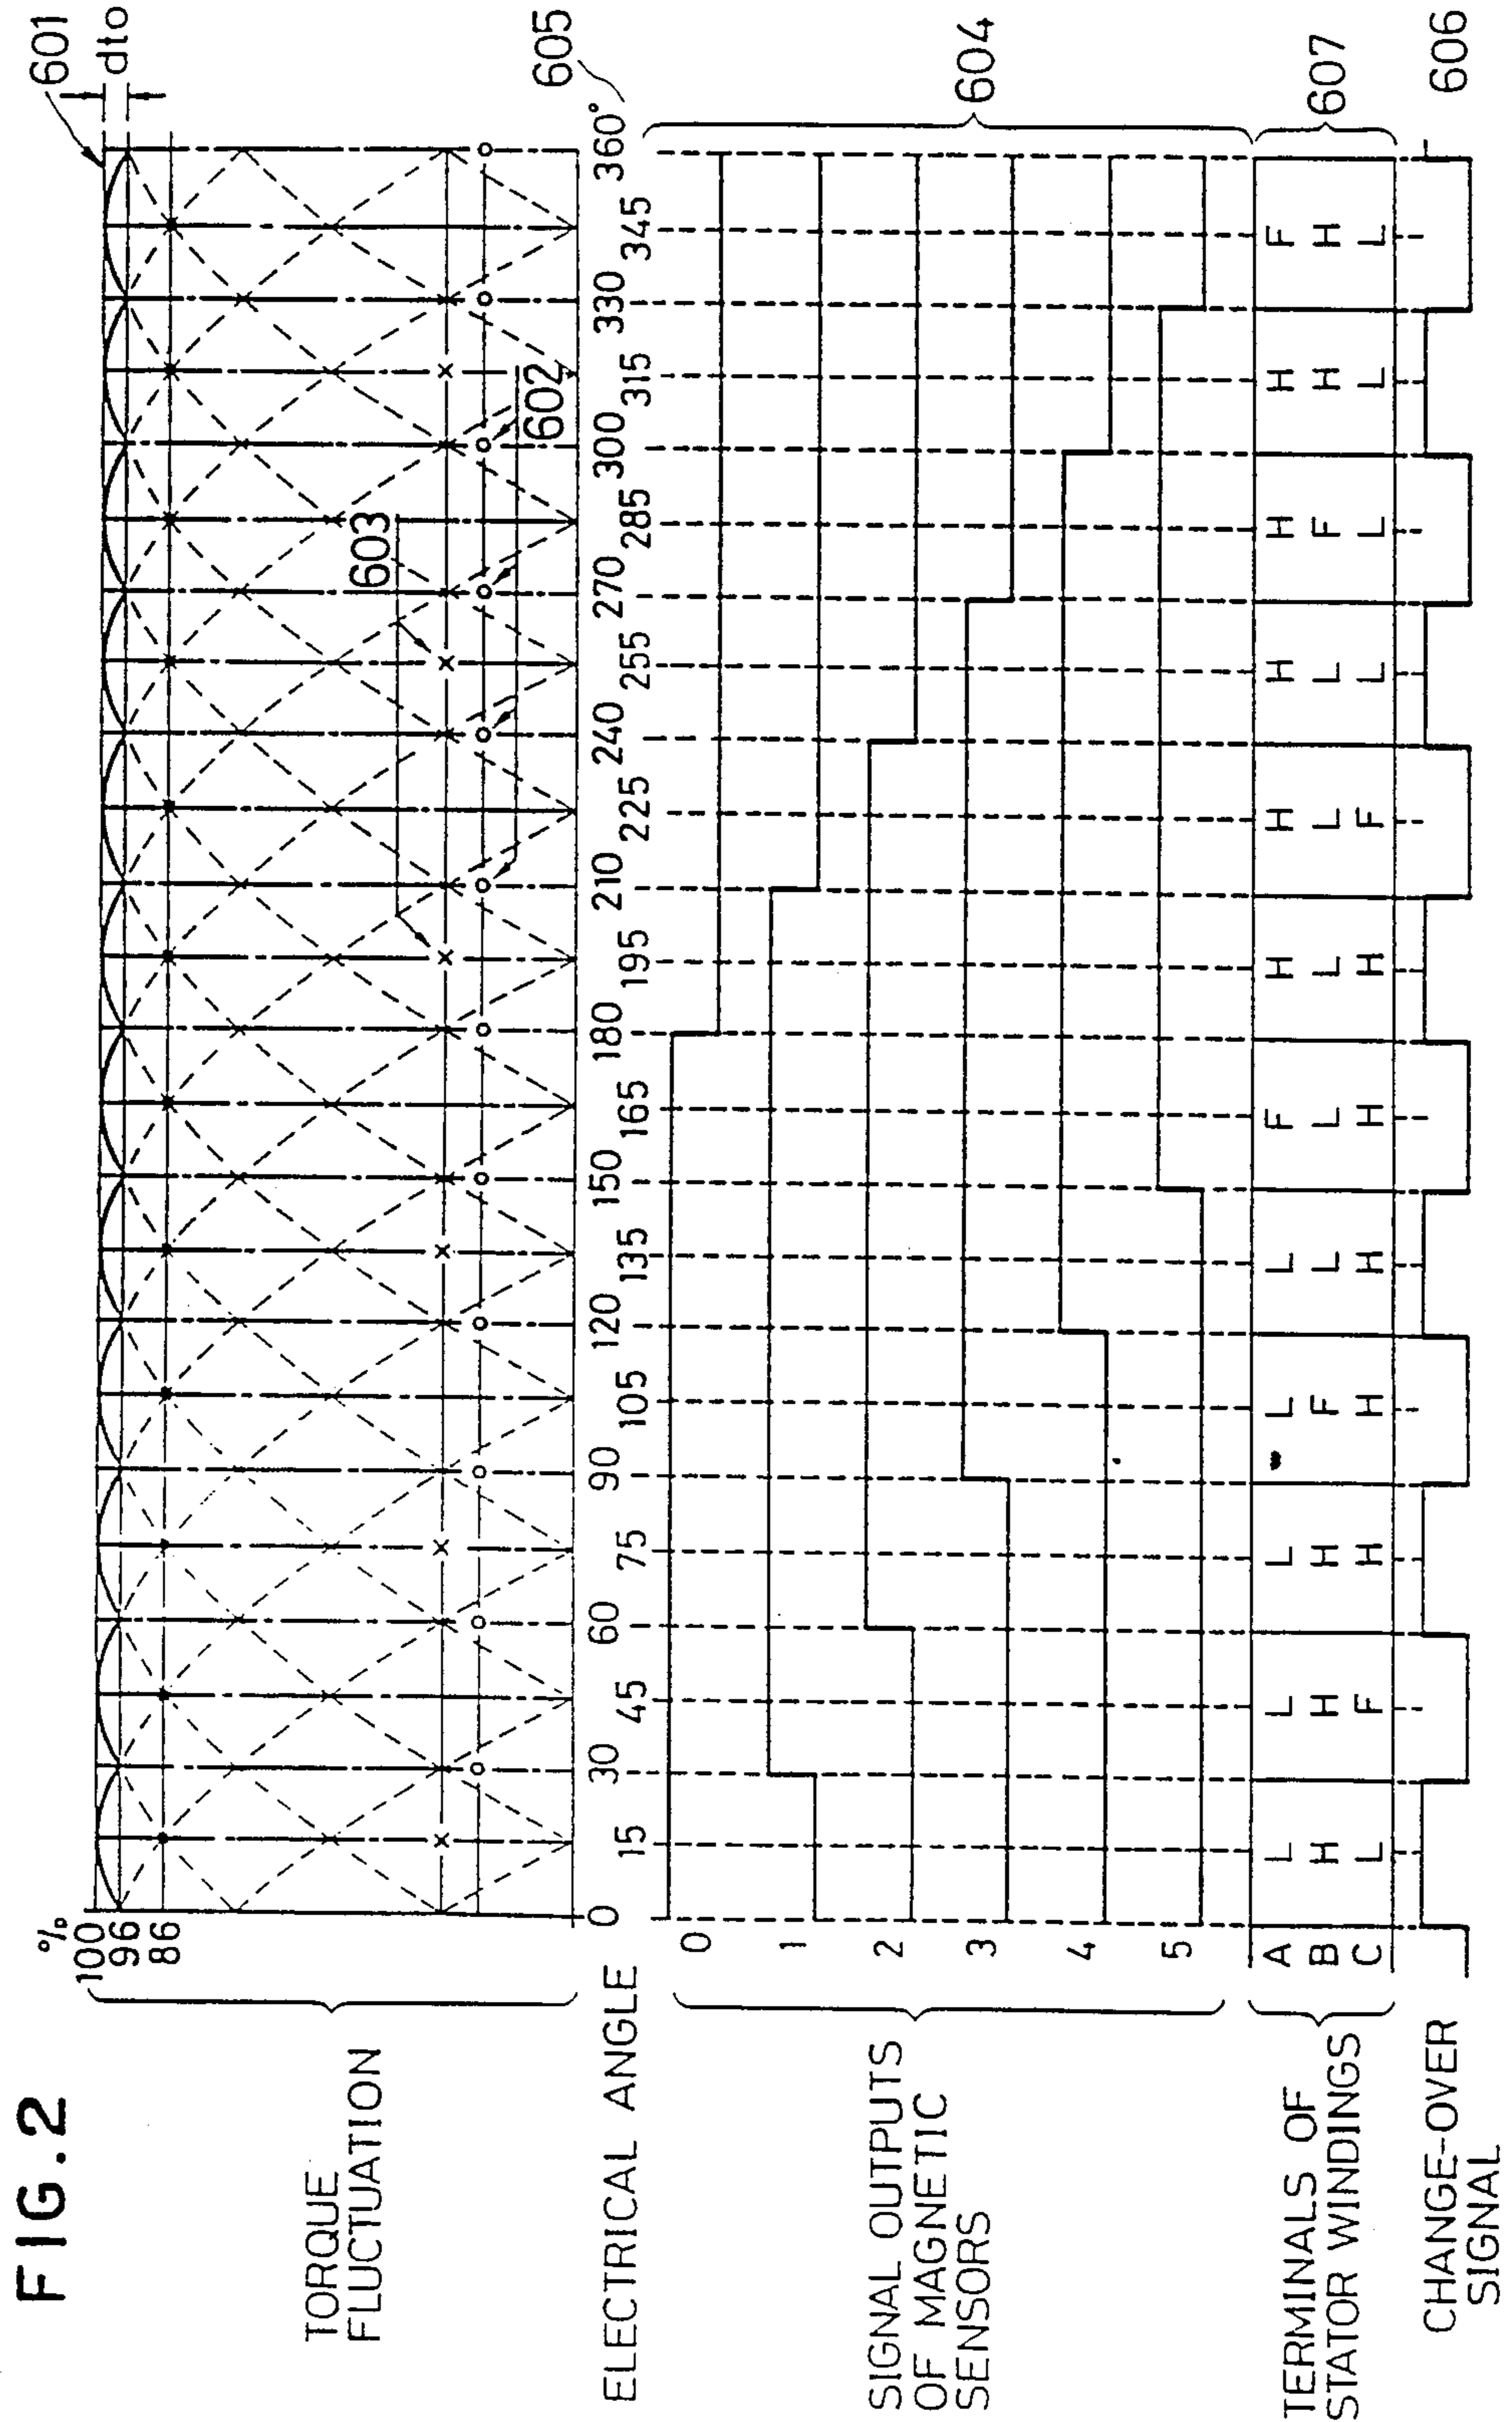 FIG.2
601
dto
%
100
96
86
TORQUE
FLUCTUATION
603
602
605
ELECTRICAL ANGLE
0 15 30 45 60 75 90 105 120 135 150 165 180 195 210 225 240 255 270 285 300 315 330 345 360°
SIGNAL OUTPUTS
OF MAGNETIC
SENSORS
0
1
2
3
4
5
604
TERMINALS OF
STATOR WINDINGS
A L L L L L F H H H H H F
B H H H F L L L L L F H H
C L F H H H H H F L L L L
607
CHANGE-OVER
SIGNAL
606